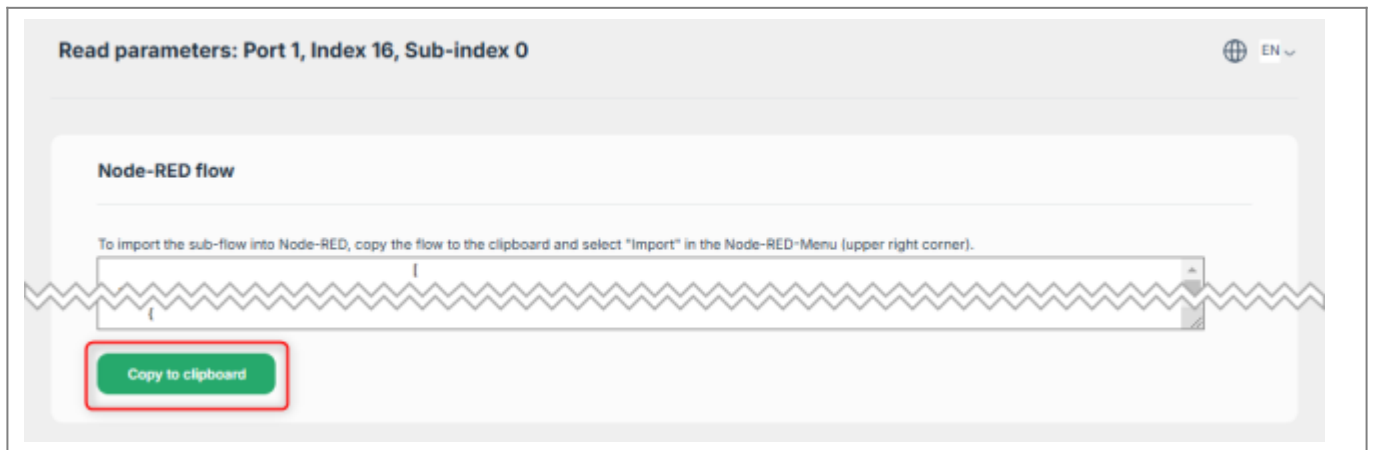 Read parameters: Port 1, Index 16, Sub-index 0
EN
Node-RED flow
To import the sub-flow into Node-RED, copy the flow to the clipboard and select "Import" in the Node-RED-Menu (upper right corner).
[
{
Copy to clipboard